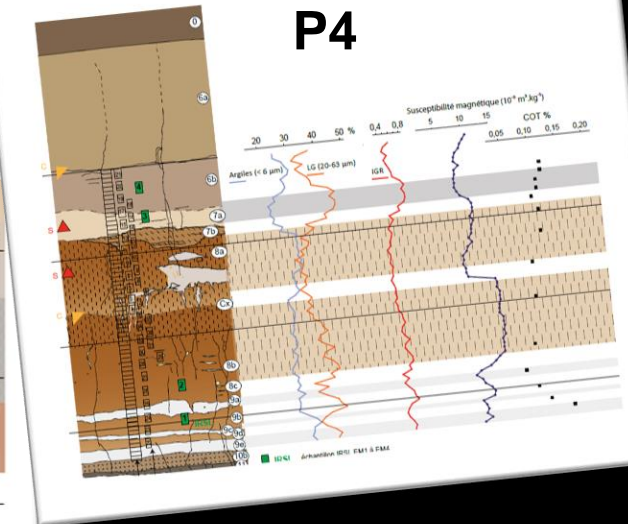 P4
Susceptibilité magnétique (10⁻⁸ m³.kg⁻¹)
20 30 40 50 % 0,4 0,8 5 10 15 COT %
0,05 0,10 0,15 0,20
Argiles (< 6 µm) LG (20-63 µm) IGR
0
6a
C
6b
4
3
7a
S
7b
8a
S
Cx
C
8b
2
8c
9a
1
9b
IRSL
9c 9d
9e
10b
IRSL échantillon IRSL EM1 à EM4